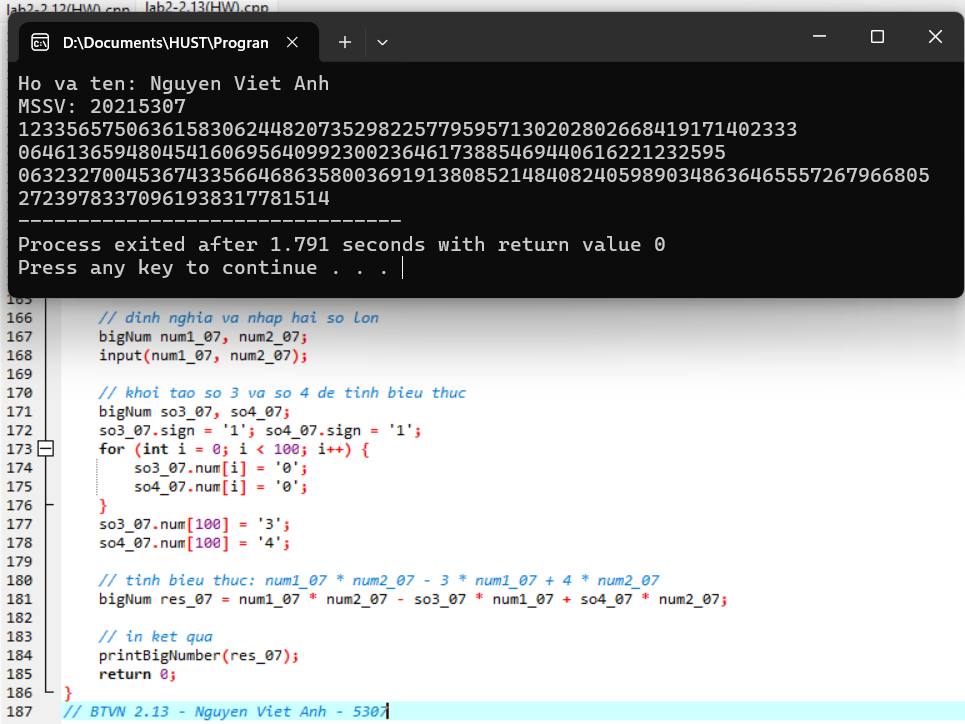 lab2-2.12(HW).cpp lab2-2.13(HW).cpp
D:\Documents\HUST\Progran
Ho va ten: Nguyen Viet Anh
MSSV: 20215307
12335657506361583062448207352982257795957130202802668419171402333
06461365948045416069564099230023646173885469440616221232595
0632327004536743356646863580036919138085214840824059890348636465557267966805
27239783370961938317781514
--------------------------------
Process exited after 1.791 seconds with return value 0
Press any key to continue . . .
165
166 // dinh nghia va nhap hai so lon
167 bigNum num1_07, num2_07;
168 input(num1_07, num2_07);
169
170 // khoi tao so 3 va so 4 de tinh bieu thuc
171 bigNum so3_07, so4_07;
172 so3_07.sign = '1'; so4_07.sign = '1';
173 for (int i = 0; i < 100; i++) {
174 so3_07.num[i] = '0';
175 so4_07.num[i] = '0';
176 }
177 so3_07.num[100] = '3';
178 so4_07.num[100] = '4';
179
180 // tinh bieu thuc: num1_07 * num2_07 - 3 * num1_07 + 4 * num2_07
181 bigNum res_07 = num1_07 * num2_07 - so3_07 * num1_07 + so4_07 * num2_07;
182
183 // in ket qua
184 printBigNumber(res_07);
185 return 0;
186 }
187 // BTVN 2.13 - Nguyen Viet Anh - 5307